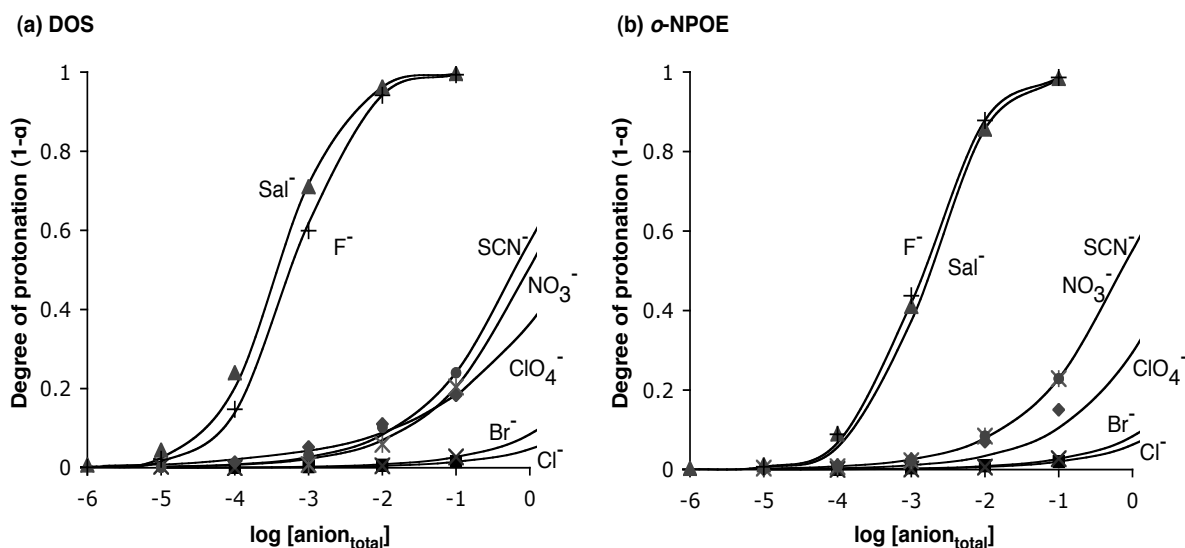 (a) DOS
Degree of protonation (1-α)
1
0.8
0.6
0.4
0.2
0
Sal⁻
F⁻
SCN⁻
NO₃⁻
ClO₄⁻
Br⁻
Cl⁻
-6 -5 -4 -3 -2 -1 0
log [anion_total]
(b) o-NPOE
Degree of protonation (1-α)
1
0.8
0.6
0.4
0.2
0
F⁻
Sal⁻
SCN⁻
NO₃⁻
ClO₄⁻
Br⁻
Cl⁻
-6 -5 -4 -3 -2 -1 0
log [anion_total]